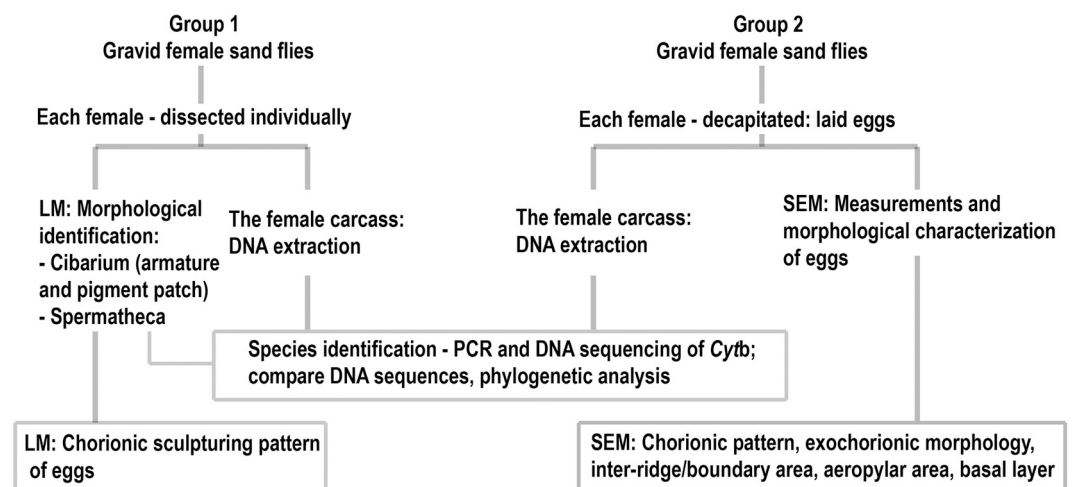 Group 1
Gravid female sand flies
Each female - dissected individually
LM: Morphological
identification:
- Cibarium (armature
and pigment patch)
- Spermatheca
The female carcass:
DNA extraction
Group 2
Gravid female sand flies
Each female - decapitated: laid eggs
The female carcass:
DNA extraction
SEM: Measurements and
morphological characterization
of eggs
Species identification - PCR and DNA sequencing of Cytb;
compare DNA sequences, phylogenetic analysis
LM: Chorionic sculpturing pattern
of eggs
SEM: Chorionic pattern, exochorionic morphology,
inter-ridge/boundary area, aeropylar area, basal layer